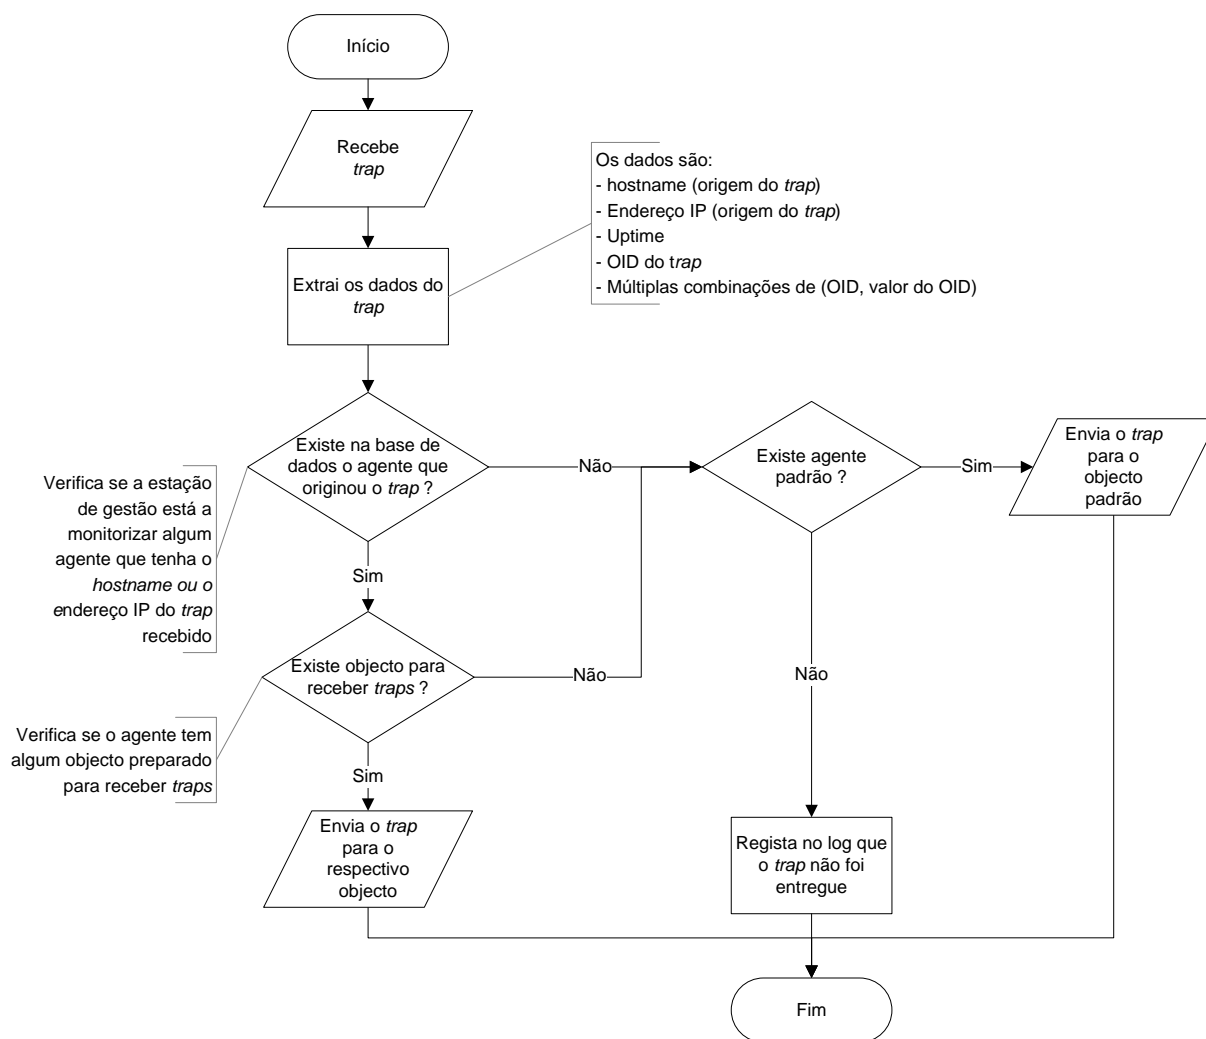 Início
Recebe
trap
Os dados são:
- hostname (origem do trap)
- Endereço IP (origem do trap)
- Uptime
- OID do trap
- Múltiplas combinações de (OID, valor do OID)
Extrai os dados do
trap
Existe na base de
dados o agente que
originou o trap ?
Não
Existe agente
padrão ?
Sim
Envia o trap
para o
objecto
padrão
Verifica se a estação
de gestão está a
monitorizar algum
agente que tenha o
hostname ou o
endereço IP do trap
recebido
Sim
Existe objecto para
receber traps ?
Não
Não
Verifica se o agente tem
algum objecto preparado
para receber traps
Sim
Envia o trap
para o
respectivo
objecto
Regista no log que
o trap não foi
entregue
Fim